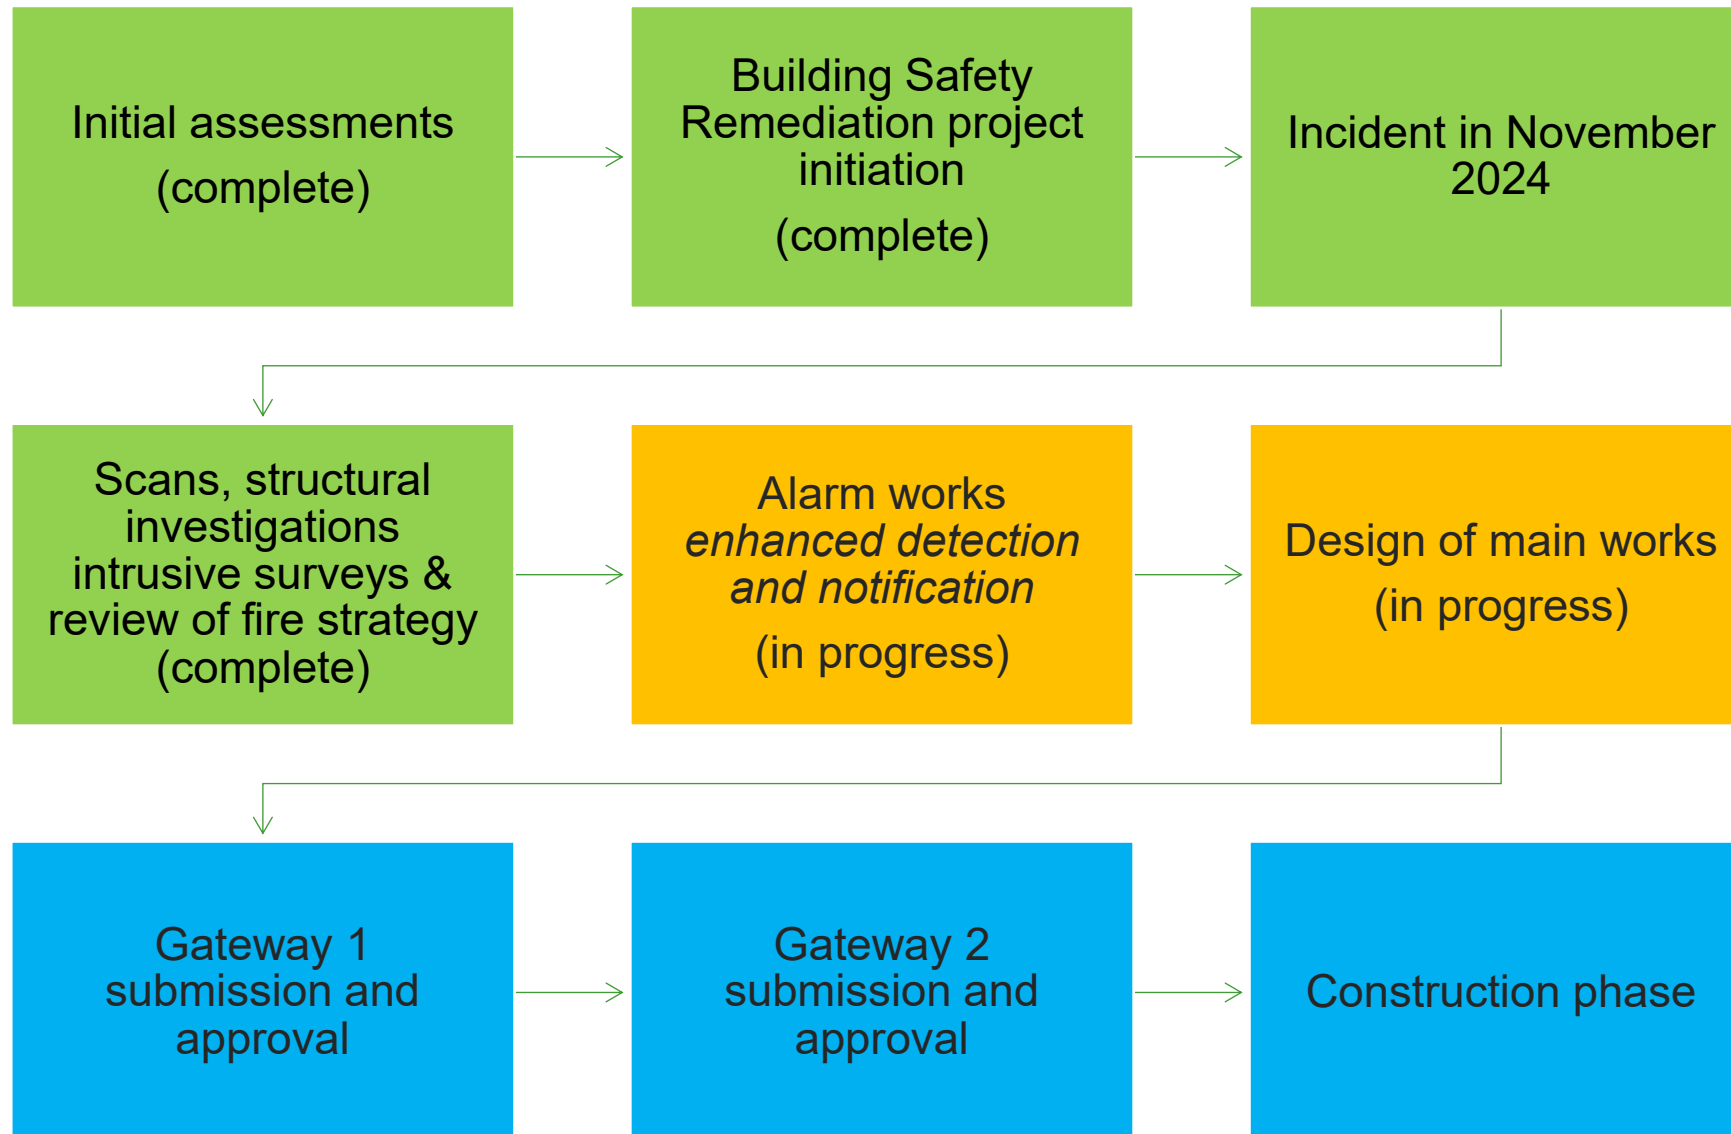 Initial assessments
(complete)
Building Safety
Remediation project
initiation
(complete)
Incident in November
2024
Scans, structural
investigations
intrusive surveys &
review of fire strategy
(complete)
Alarm works
enhanced detection
and notification
(in progress)
Design of main works
(in progress)
Gateway 1
submission and
approval
Gateway 2
submission and
approval
Construction phase